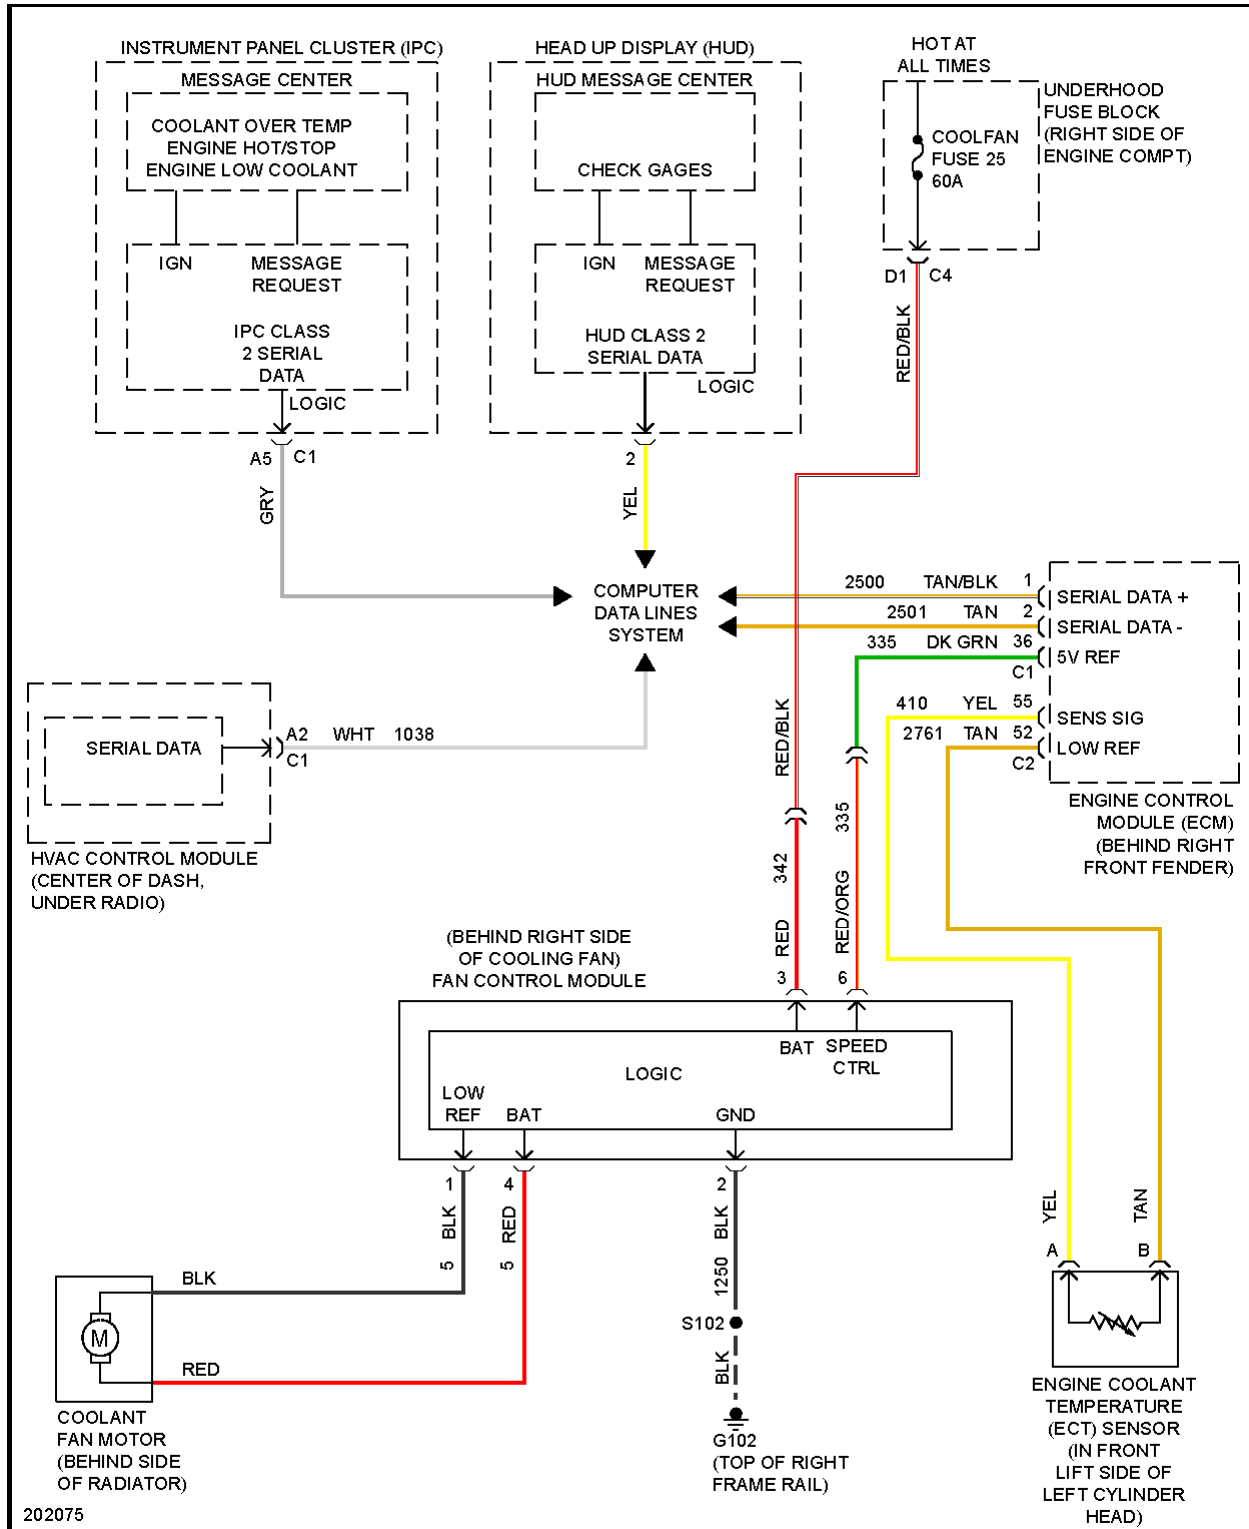 INSTRUMENT PANEL CLUSTER (IPC)
MESSAGE CENTER
COOLANT OVER TEMP
ENGINE HOT/STOP
ENGINE LOW COOLANT
IGN
MESSAGE
REQUEST
IPC CLASS
2 SERIAL
DATA
LOGIC
A5
C1
GRY
HEAD UP DISPLAY (HUD)
HUD MESSAGE CENTER
CHECK GAGES
IGN
MESSAGE
REQUEST
HUD CLASS 2
SERIAL DATA
LOGIC
2
YEL
HOT AT
ALL TIMES
COOLFAN
FUSE 25
60A
UNDERHOOD
FUSE BLOCK
(RIGHT SIDE OF
ENGINE COMPT)
D1
C4
RED/BLK
COMPUTER
DATA LINES
SYSTEM
2500 TAN/BLK 1
SERIAL DATA +
2501 TAN 2
SERIAL DATA -
335 DK GRN 36
5V REF
C1
410 YEL 55
SENS SIG
2761 TAN 52
LOW REF
C2
ENGINE CONTROL
MODULE (ECM)
(BEHIND RIGHT
FRONT FENDER)
SERIAL DATA
A2 WHT 1038
C1
HVAC CONTROL MODULE
(CENTER OF DASH,
UNDER RADIO)
RED/BLK
342
RED
3
335
RED/ORG
6
(BEHIND RIGHT SIDE
OF COOLING FAN)
FAN CONTROL MODULE
BAT
SPEED
CTRL
LOGIC
LOW
REF
BAT
GND
1
BLK
5
4
RED
5
2
BLK
1250
S102
BLK
G102
(TOP OF RIGHT
FRAME RAIL)
BLK
M
RED
COOLANT
FAN MOTOR
(BEHIND SIDE
OF RADIATOR)
YEL
A
TAN
B
ENGINE COOLANT
TEMPERATURE
(ECT) SENSOR
(IN FRONT
LIFT SIDE OF
LEFT CYLINDER
HEAD)
202075